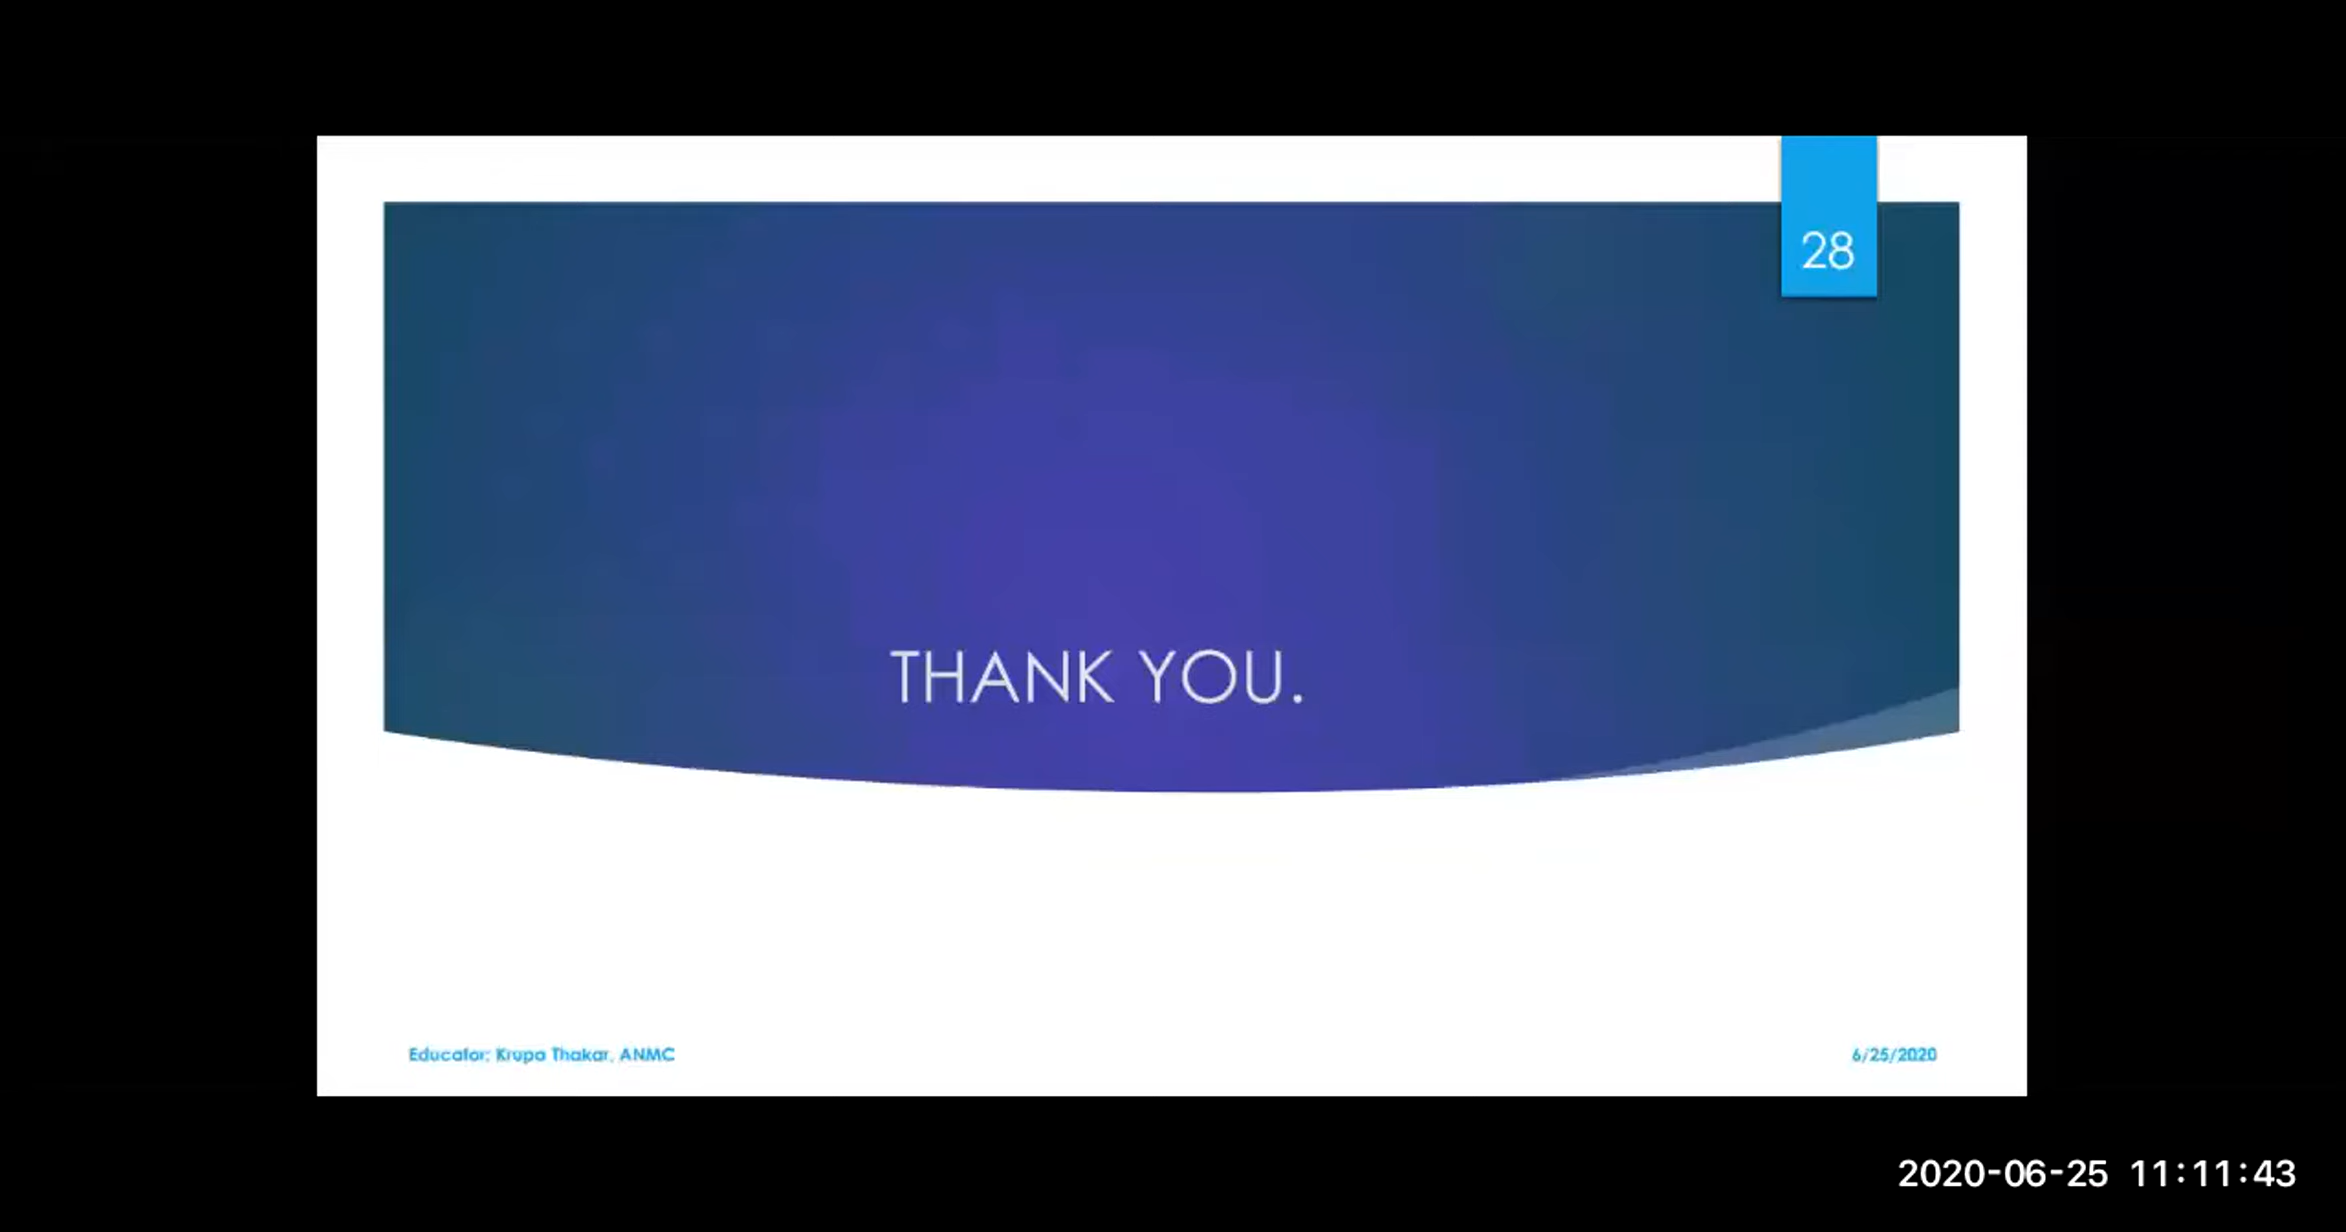 28
THANK YOU.
Educator: Krupa Thakar, ANMC
6/25/2020
2020-06-25 11:11:43